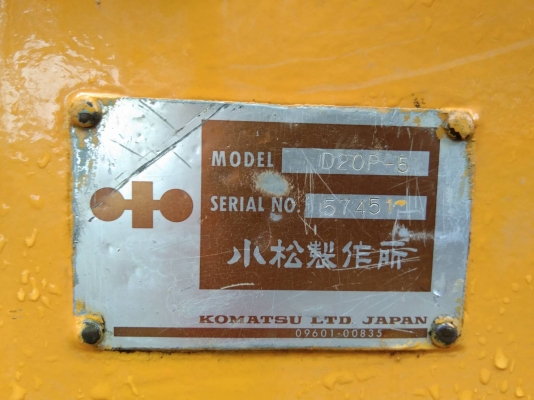 MODEL D20P-5
SERIAL NO. 57451
小松製作所
KOMATSU LTD JAPAN
09601-00835